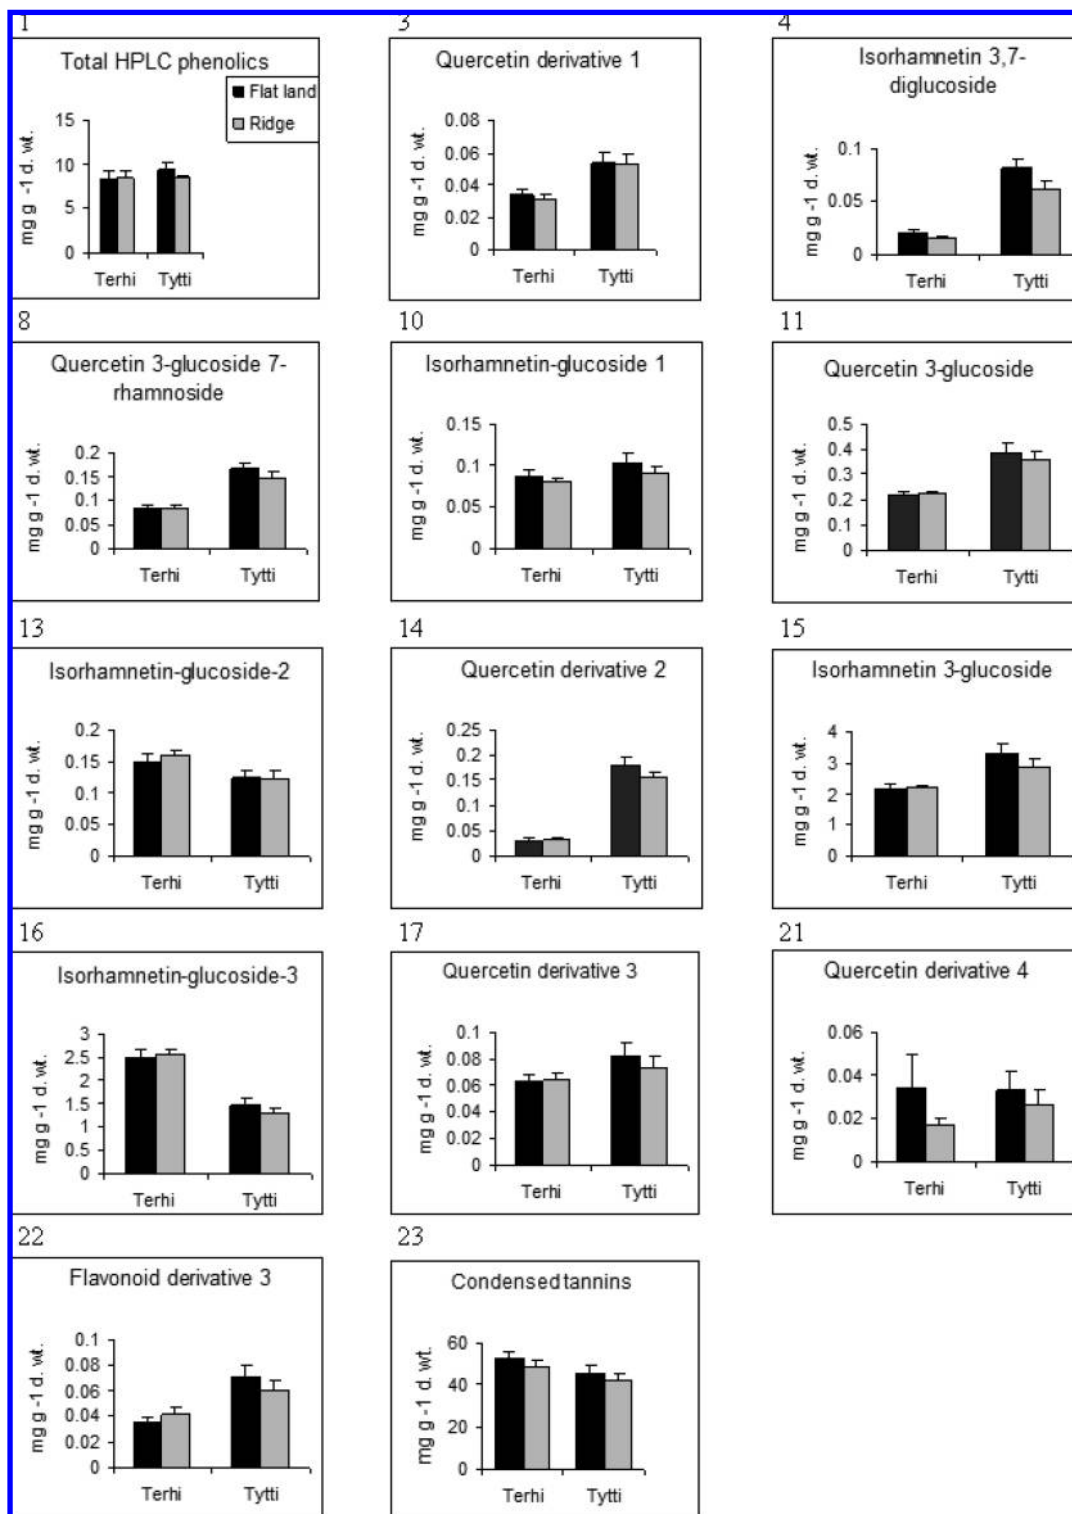 1
Total HPLC phenolics
Flat land
Ridge
mg g -1 d. wt.
15
10
5
0
Terhi Tytti
3
Quercetin derivative 1
mg g -1 d. wt.
0.08
0.06
0.04
0.02
0
Terhi Tytti
4
Isorhamnetin 3,7-
diglucoside
mg g -1 d. wt.
0.1
0.05
0
Terhi Tytti
8
Quercetin 3-glucoside 7-
rhamnoside
mg g -1 d. wt.
0.2
0.15
0.1
0.05
0
Terhi Tytti
10
Isorhamnetin-glucoside 1
mg g -1 d. wt.
0.15
0.1
0.05
0
Terhi Tytti
11
Quercetin 3-glucoside
mg g -1 d. wt.
0.5
0.4
0.3
0.2
0.1
0
Terhi Tytti
13
Isorhamnetin-glucoside-2
mg g -1 d. wt.
0.2
0.15
0.1
0.05
0
Terhi Tytti
14
Quercetin derivative 2
mg g -1 d. wt.
0.25
0.2
0.15
0.1
0.05
0
Terhi Tytti
15
Isorhamnetin 3-glucoside
mg g -1 d. wt.
4
3
2
1
0
Terhi Tytti
16
Isorhamnetin-glucoside-3
mg g -1 d. wt.
3
2.5
2
1.5
1
0.5
0
Terhi Tytti
17
Quercetin derivative 3
mg g -1 d. wt.
0.1
0.08
0.06
0.04
0.02
0
Terhi Tytti
21
Quercetin derivative 4
mg g -1 d. wt.
0.06
0.04
0.02
0
Terhi Tytti
22
Flavonoid derivative 3
mg g -1 d. wt.
0.1
0.08
0.06
0.04
0.02
0
Terhi Tytti
23
Condensed tannins
mg g -1 d. wt.
60
40
20
0
Terhi Tytti